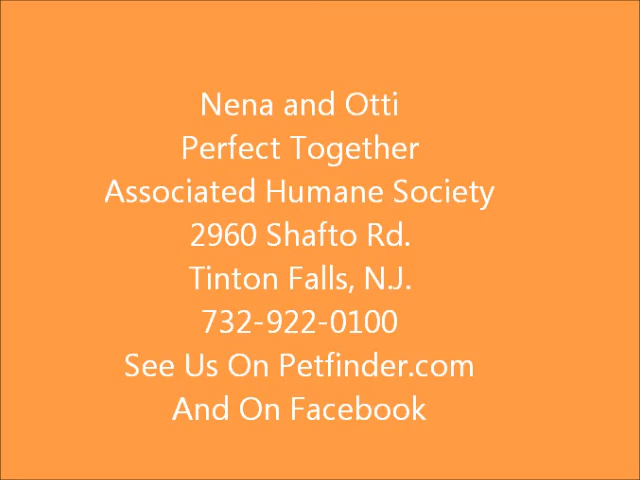 Nena and Otti
Perfect Together
Associated Humane Society
2960 Shafto Rd.
Tinton Falls, N.J.
732-922-0100
See Us On Petfinder.com
And On Facebook